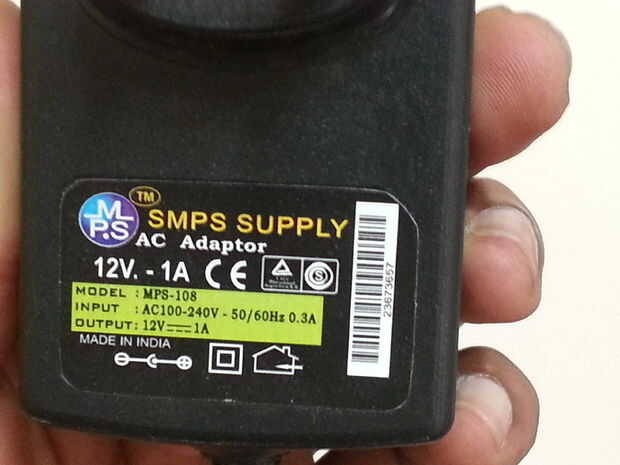 TM
MPS
SMPS SUPPLY
AC Adaptor
12V. - 1A CE
MODEL : MPS-108
INPUT : AC100-240V - 50/60Hz 0.3A
OUTPUT: 12V⎓1A
MADE IN INDIA
S
23673657